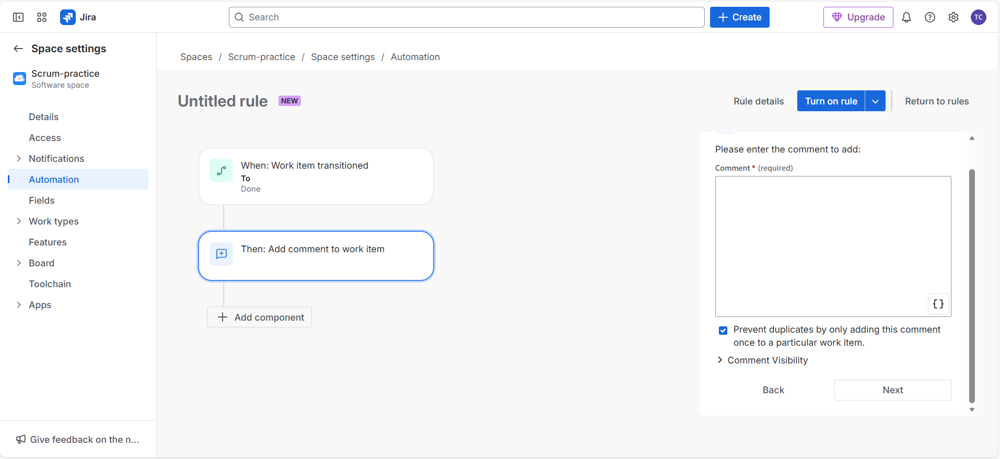 Jira
Search
Create
Upgrade
TC
Space settings
Scrum-practice
Software space
Details
Access
Notifications
Automation
Fields
Work types
Features
Board
Toolchain
Apps
Give feedback on the n...
Spaces / Scrum-practice / Space settings / Automation
Untitled rule NEW
Rule details
Turn on rule
Return to rules
When: Work item transitioned
To
Done
Then: Add comment to work item
Add component
Please enter the comment to add:
Comment * (required)
{}
Prevent duplicates by only adding this comment
once to a particular work item.
Comment Visibility
Back
Next